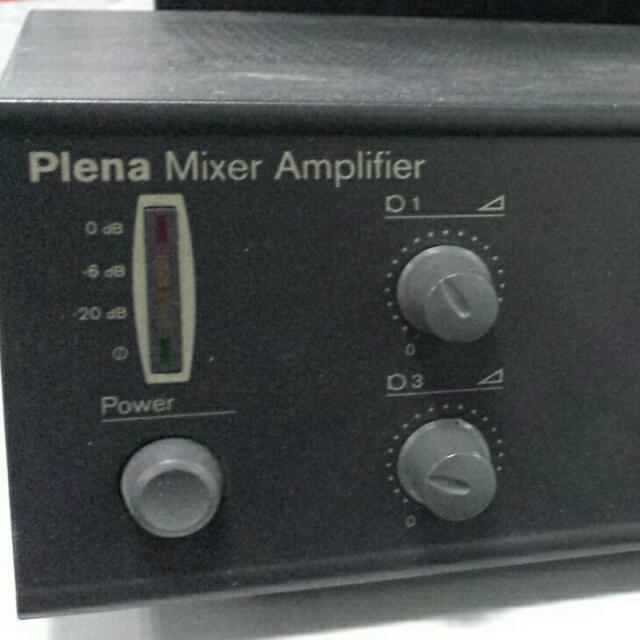 Plena Mixer Amplifier
0 dB
-6 dB
-20 dB
Power
1
0
3
0